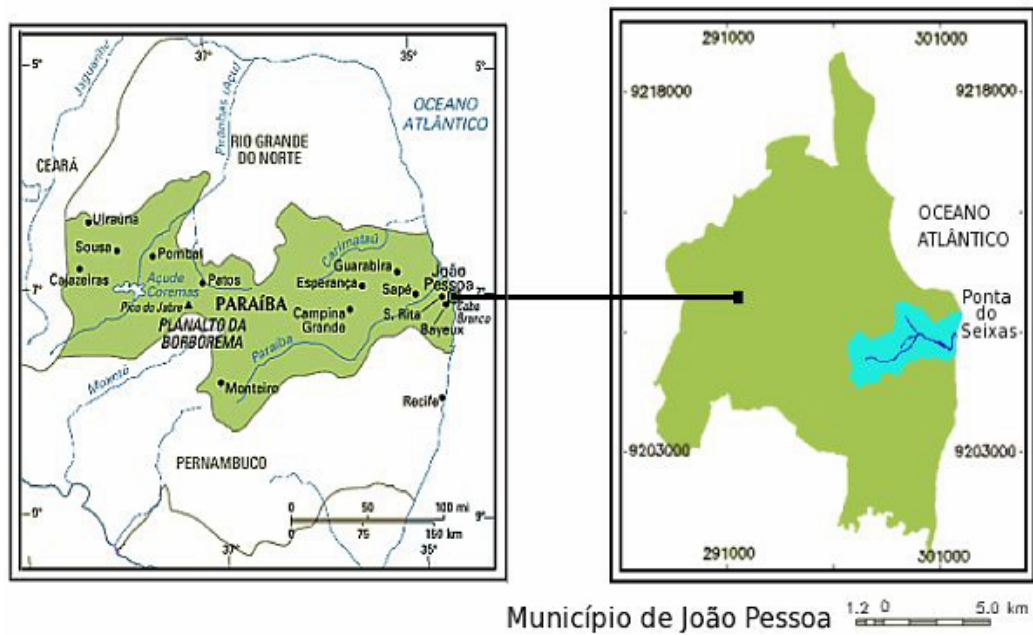 37°
35°
5°
5°
Jaguaribe
Piranhas (Açu)
OCEANO
ATLÂNTICO
RIO GRANDE
DO NORTE
CEARÁ
Uiraúna
Sousa
Pombal
Cajazeiras
Açude
Coremas
Patos
Pico do Jabre
PARAÍBA
PLANALTO DA
BORBOREMA
Curimataú
Guarabira
Esperança
Sapé
João
Pessoa
Campina
Grande
S. Rita
Bayeux
Cabo
Branco
7°
7°
Paraíba
Moxotó
Monteiro
Recife
PERNAMBUCO
0 50 100 mi
0 75 150 km
9°
9°
37°
35°
291000
301000
9218000
9218000
OCEANO
ATLÂNTICO
Ponta
do
Seixas
9203000
9203000
291000
301000
Município de João Pessoa
1.2 0 5.0 km